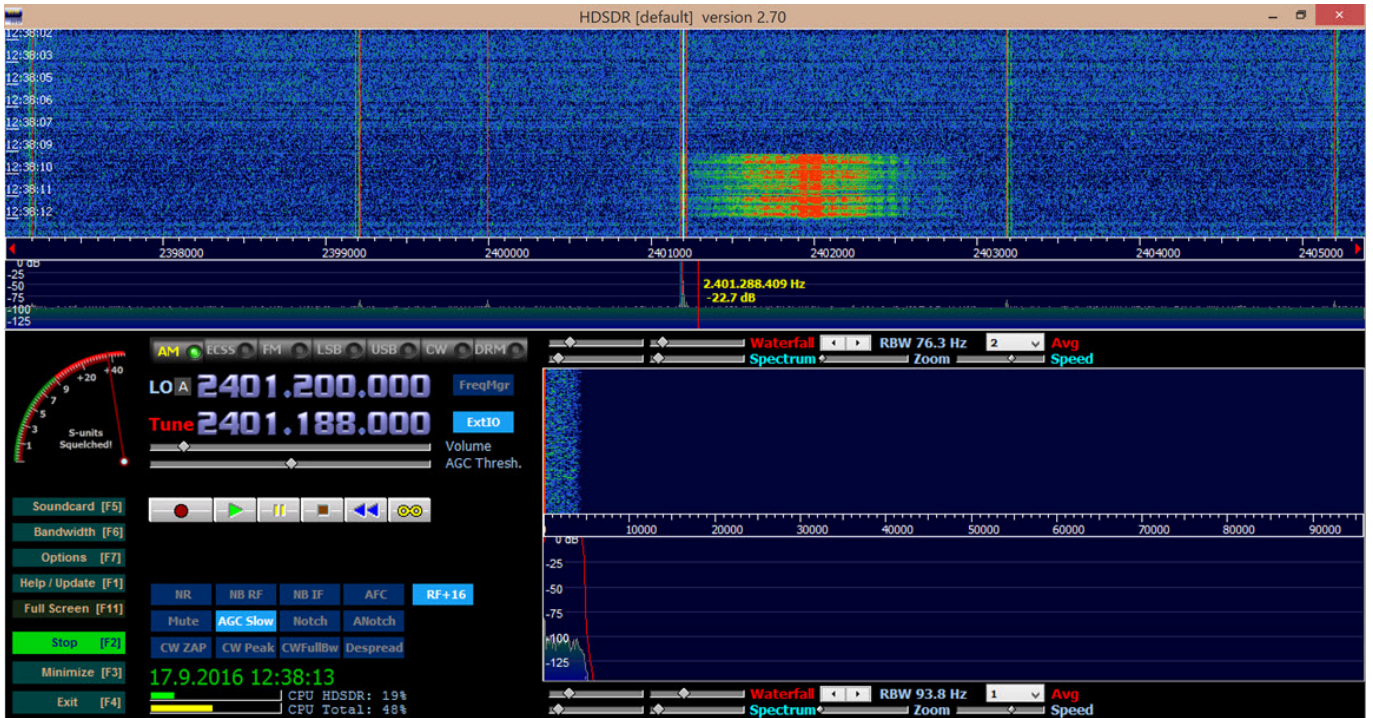 HDSDR [default] version 2.70
12:38:02
12:38:03
12:38:05
12:38:06
12:38:07
12:38:09
12:38:10
12:38:11
12:38:12
2398000 2399000 2400000 2401000 2402000 2403000 2404000 2405000
0 dB
-25
-50
-75
-100
-125
2.401.288.409 Hz
-22.7 dB
AM ECSS FM LSB USB CW DRM
Waterfall RBW 76.3 Hz 2 Avg
Spectrum Zoom Speed
1 3 5 7 9 +20 +40
S-units
Squelched!
LO A 2401.200.000 FreqMgr
Tune 2401.188.000 ExtIO
Volume
AGC Thresh.
Soundcard [F5]
Bandwidth [F6]
Options [F7]
Help / Update [F1]
Full Screen [F11]
Stop [F2]
Minimize [F3]
Exit [F4]
NR NB RF NB IF AFC RF+16
Mute AGC Slow Notch ANotch
CW ZAP CW Peak CWFullBw Despread
17.9.2016 12:38:13
CPU HDSDR: 19%
CPU Total: 48%
10000 20000 30000 40000 50000 60000 70000 80000 90000
0 dB
-25
-50
-75
-100
-125
Waterfall RBW 93.8 Hz 1 Avg
Spectrum Zoom Speed